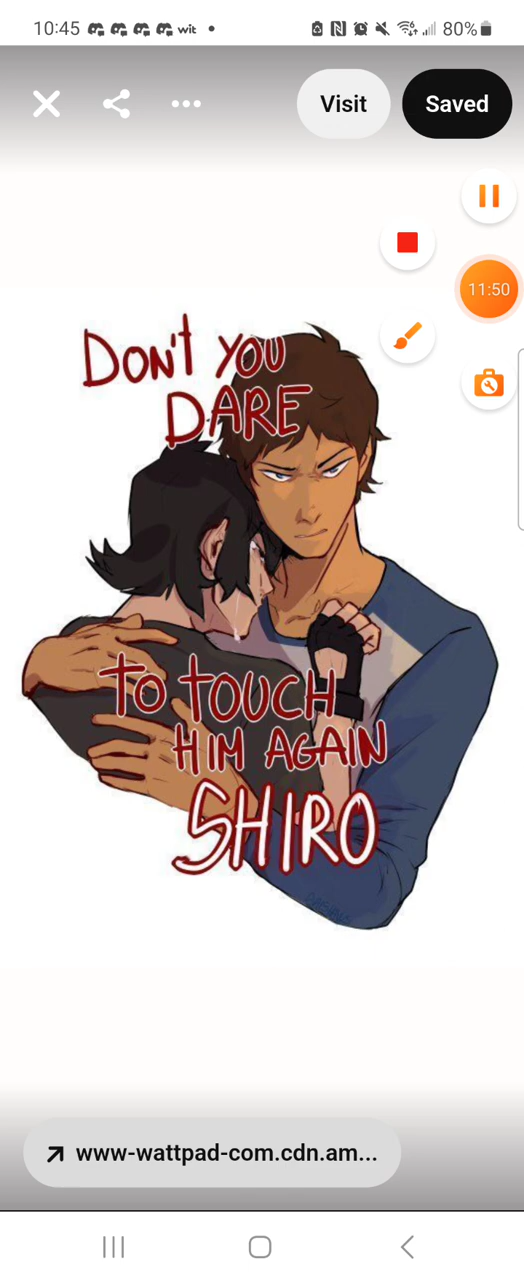 10:45 wit • 80%
Visit Saved
11:50
DON't YOU
DARE
to toUCH
HIM AGAIN
SHIRO
www-wattpad-com.cdn.am...